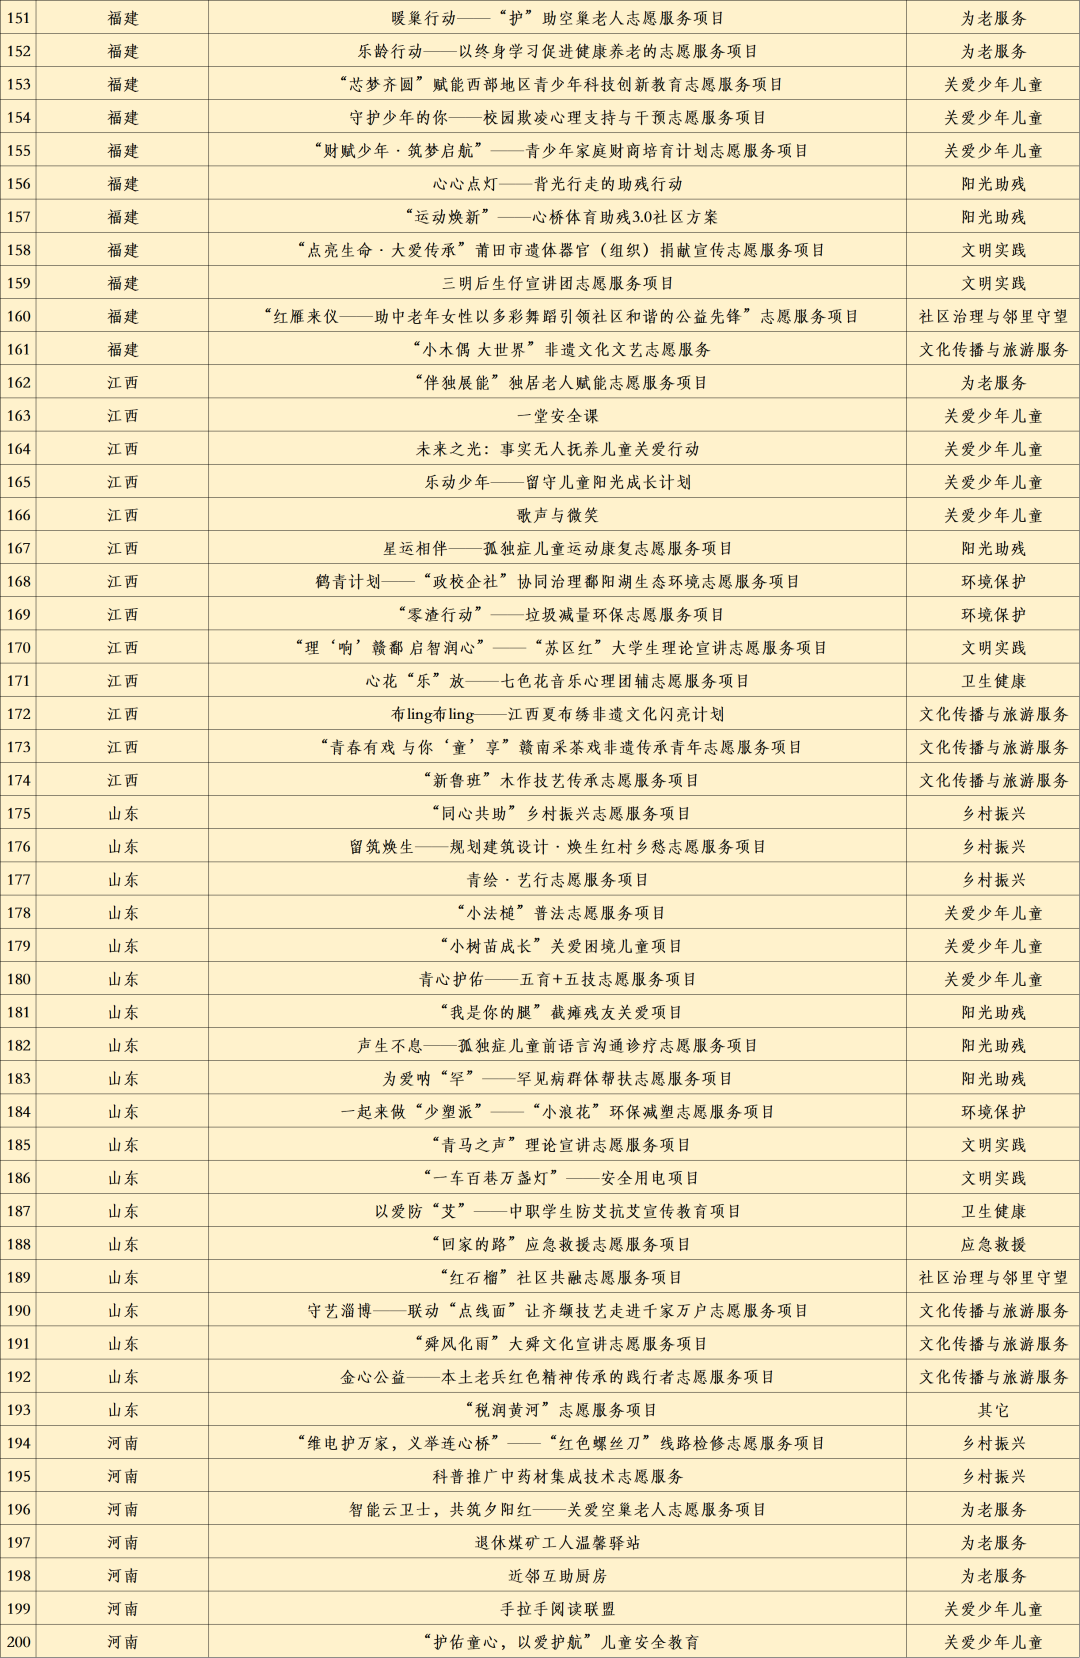 151 福建 暖巢行动——“护”助空巢老人志愿服务项目 为老服务
152 福建 乐龄行动——以终身学习促进健康养老的志愿服务项目 为老服务
153 福建 “芯梦齐圆”赋能西部地区青少年科技创新教育志愿服务项目 关爱少年儿童
154 福建 守护少年的你——校园欺凌心理支持与干预志愿服务项目 关爱少年儿童
155 福建 “财赋少年·筑梦启航”——青少年家庭财商培育计划志愿服务项目 关爱少年儿童
156 福建 心心点灯——背光行走的助残行动 阳光助残
157 福建 “运动焕新”——心桥体育助残3.0社区方案 阳光助残
158 福建 “点亮生命·大爱传承”莆田市遗体器官（组织）捐献宣传志愿服务项目 文明实践
159 福建 三明后生仔宣讲团志愿服务项目 文明实践
160 福建 “红雁来仪——助中老年女性以多彩舞蹈引领社区和谐的公益先锋”志愿服务项目 社区治理与邻里守望
161 福建 “小木偶 大世界”非遗文化文艺志愿服务 文化传播与旅游服务
162 江西 “伴独展能”独居老人赋能志愿服务项目 为老服务
163 江西 一堂安全课 关爱少年儿童
164 江西 未来之光：事实无人抚养儿童关爱行动 关爱少年儿童
165 江西 乐动少年——留守儿童阳光成长计划 关爱少年儿童
166 江西 歌声与微笑 关爱少年儿童
167 江西 星运相伴——孤独症儿童运动康复志愿服务项目 阳光助残
168 江西 鹤青计划——“政校企社”协同治理鄱阳湖生态环境志愿服务项目 环境保护
169 江西 “零渣行动”——垃圾减量环保志愿服务项目 环境保护
170 江西 “理‘响’赣鄱 启智润心”——“苏区红”大学生理论宣讲志愿服务项目 文明实践
171 江西 心花“乐”放——七色花音乐心理团辅志愿服务项目 卫生健康
172 江西 布ling布ling——江西夏布绣非遗文化闪亮计划 文化传播与旅游服务
173 江西 “青春有戏 与你‘童’享”赣南采茶戏非遗传承青年志愿服务项目 文化传播与旅游服务
174 江西 “新鲁班”木作技艺传承志愿服务项目 文化传播与旅游服务
175 山东 “同心共助”乡村振兴志愿服务项目 乡村振兴
176 山东 留筑焕生——规划建筑设计·焕生红村乡愁志愿服务项目 乡村振兴
177 山东 青绘·艺行志愿服务项目 乡村振兴
178 山东 “小法槌”普法志愿服务项目 关爱少年儿童
179 山东 “小树苗成长”关爱困境儿童项目 关爱少年儿童
180 山东 青心护佑——五育+五技志愿服务项目 关爱少年儿童
181 山东 “我是你的腿”截瘫残友关爱项目 阳光助残
182 山东 声生不息——孤独症儿童前语言沟通诊疗志愿服务项目 阳光助残
183 山东 为爱呐“罕”——罕见病群体帮扶志愿服务项目 阳光助残
184 山东 一起来做“少塑派”——“小浪花”环保减塑志愿服务项目 环境保护
185 山东 “青马之声”理论宣讲志愿服务项目 文明实践
186 山东 “一车百巷万盏灯”——安全用电项目 文明实践
187 山东 以爱防“艾”——中职学生防艾抗艾宣传教育项目 卫生健康
188 山东 “回家的路”应急救援志愿服务项目 应急救援
189 山东 “红石榴”社区共融志愿服务项目 社区治理与邻里守望
190 山东 守艺淄博——联动“点线面”让齐缬技艺走进千家万户志愿服务项目 文化传播与旅游服务
191 山东 “舜风化雨”大舜文化宣讲志愿服务项目 文化传播与旅游服务
192 山东 金心公益——本土老兵红色精神传承的践行者志愿服务项目 文化传播与旅游服务
193 山东 “税润黄河”志愿服务项目 其它
194 河南 “维电护万家，义举连心桥”——“红色螺丝刀”线路检修志愿服务项目 乡村振兴
195 河南 科普推广中药材集成技术志愿服务 乡村振兴
196 河南 智能云卫士，共筑夕阳红——关爱空巢老人志愿服务项目 为老服务
197 河南 退休煤矿工人温馨驿站 为老服务
198 河南 近邻互助厨房 为老服务
199 河南 手拉手阅读联盟 关爱少年儿童
200 河南 “护佑童心，以爱护航”儿童安全教育 关爱少年儿童